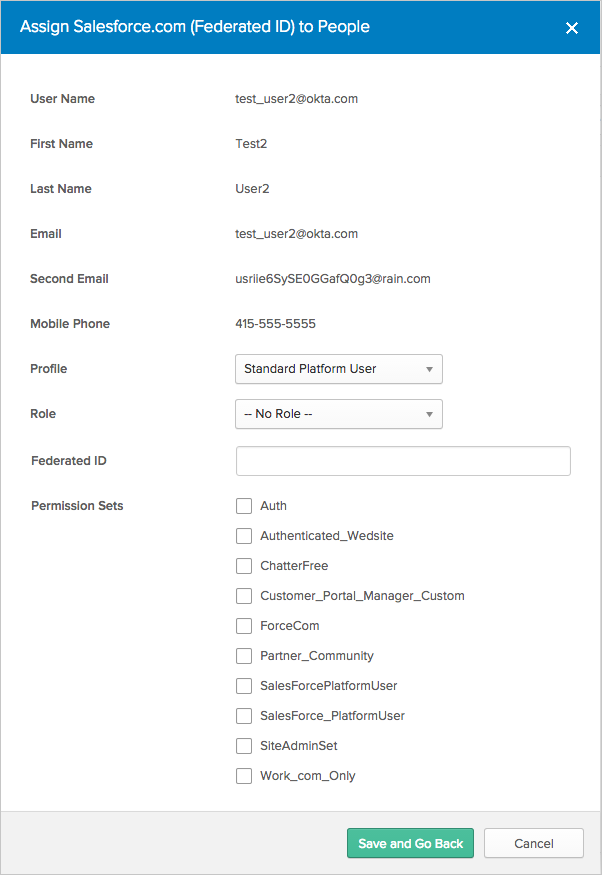 Assign Salesforce.com (Federated ID) to People
User Name test_user2@okta.com
First Name Test2
Last Name User2
Email test_user2@okta.com
Second Email usriie6SySE0GGafQ0g3@rain.com
Mobile Phone 415-555-5555
Profile Standard Platform User
Role -- No Role --
Federated ID
Permission Sets Auth
Authenticated_Wedsite
ChatterFree
Customer_Portal_Manager_Custom
ForceCom
Partner_Community
SalesForcePlatformUser
SalesForce_PlatformUser
SiteAdminSet
Work_com_Only
Save and Go Back Cancel